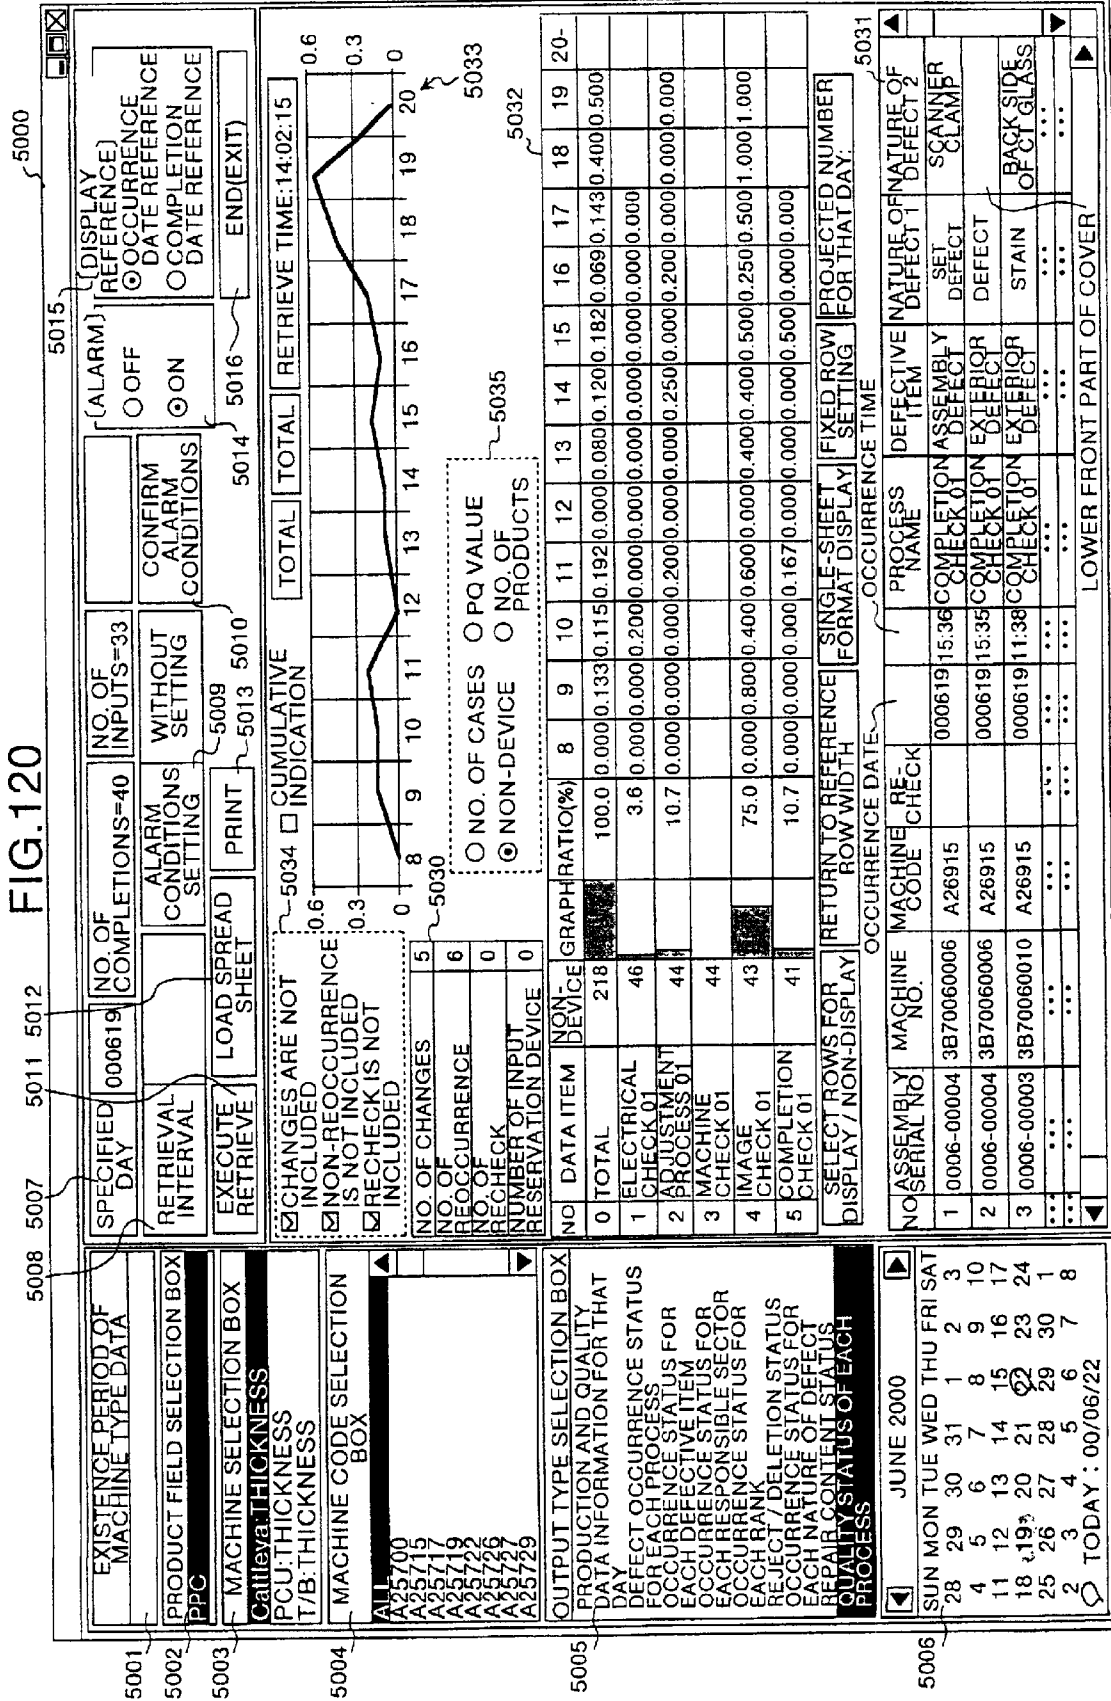 FIG.120
5000
5001
EXISTENCE PERIOD OF
MACHINE TYPE DATA
5002
PRODUCT FIELD SELECTION BOX
PPC
5003
MACHINE SELECTION BOX
Cattleya:THICKNESS
PCU:THICKNESS
T/B:THICKNESS
5004
MACHINE CODE SELECTION
BOX
ALL
A25700
A25715
A25717
A25719
A25722
A25726
A25727
A25729
5005
OUTPUT TYPE SELECTION BOX
PRODUCTION AND QUALITY
DATA INFORMATION FOR THAT
DAY
DEFECT OCCURRENCE STATUS
FOR EACH PROCESS
OCCURRENCE STATUS FOR
EACH DEFECTIVE ITEM
OCCURRENCE STATUS FOR
EACH RESPONSIBLE SECTOR
OCCURRENCE STATUS FOR
EACH RANK
REJECT / DELETION STATUS
OCCURRENCE STATUS FOR
EACH NATURE OF DEFECT
REPAIR CONTENT STATUS
QUALITY STATUS OF EACH
PROCESS
5006
JUNE 2000
SUN MON TUE WED THU FRI SAT
28 29 30 31 1 2 3
4 5 6 7 8 9 10
11 12 13 14 15 16 17
18 19 20 21 22 23 24
25 26 27 28 29 30 1
2 3 4 5 6 7 8
TODAY : 00/06/22
5007
SPECIFIED
DAY
000619
NO. OF
COMPLETIONS=40
NO. OF
INPUTS=33
5008
RETRIEVAL
INTERVAL
ALARM
CONDITIONS
SETTING
5009
WITHOUT
SETTING
5010
CONFIRM
ALARM
CONDITIONS
5011
EXECUTE /
RETRIEVE
5012
LOAD SPREAD
SHEET
PRINT
5013
5014
(ALARM)
OFF
ON
5015
(DISPLAY
REFERENCE)
OCCURRENCE
DATE REFERENCE
COMPLETION
DATE REFERENCE
5016
END(EXIT)
CHANGES ARE NOT
INCLUDED
NON-REOCCURRENCE
IS NOT INCLUDED
RECHECK IS NOT
INCLUDED
5034
CUMULATIVE
INDICATION
TOTAL
TOTAL
RETRIEVE TIME:14:02:15
0.6
0.3
0
8 9 10 11 12 13 14 15 16 17 18 19 20
0.6
0.3
0
5033
5030
NO. OF CHANGES 5
NO. OF
REOCCURRENCE 6
NO. OF
RECHECK 0
NUMBER OF INPUT
RESERVATION DEVICE 0
NO. OF CASES PQ VALUE
NON-DEVICE NO. OF
PRODUCTS
5035
5032
NO DATA ITEM NON-
DEVICE GRAPH RATIO(%) 8 9 10 11 12 13 14 15 16 17 18 19 20-
0 TOTAL 218 100.0 0.000 0.133 0.115 0.192 0.000 0.080 0.120 0.182 0.069 0.143 0.400 0.500
1 ELECTRICAL
CHECK 01 46 3.6 0.000 0.000 0.200 0.000 0.000 0.000 0.000 0.000 0.000 0.000
2 ADJUSTMENT
PROCESS 01 44 10.7 0.000 0.000 0.000 0.200 0.000 0.000 0.250 0.000 0.200 0.000 0.000 0.000
3 MACHINE
CHECK 01 44
4 IMAGE
CHECK 01 43 75.0 0.000 0.800 0.400 0.600 0.000 0.400 0.400 0.500 0.250 0.500 1.000 1.000
5 COMPLETION
CHECK 01 41 10.7 0.000 0.000 0.000 0.167 0.000 0.000 0.000 0.500 0.000 0.000
SELECT ROWS FOR
DISPLAY / NON-DISPLAY
RETURN TO REFERENCE
ROW WIDTH
SINGLE-SHEET
FORMAT DISPLAY
FIXED ROW
SETTING
PROJECTED NUMBER
FOR THAT DAY:
OCCURRENCE DATE
OCCURRENCE TIME
5031
NO ASSEMBLY
SERIAL NO. MACHINE
NO. MACHINE
CODE RE-
CHECK PROCESS
NAME DEFECTIVE
ITEM NATURE OF
DEFECT 1 NATURE OF
DEFECT 2
1 0006-00004 3B70060006 A26915 000619 15:36 COMPLETION
CHECK 01 ASSEMBLY
DEFECT SET
DEFECT SCANNER
CLAMP
2 0006-00004 3B70060006 A26915 000619 15:35 COMPLETION
CHECK 01 EXTERIOR
DEFECT DEFECT
3 0006-00003 3B70060010 A26915 000619 11:38 COMPLETION
CHECK 01 EXTERIOR
DEFECT STAIN BACK SIDE
OF CT GLASS
LOWER FRONT PART OF COVER